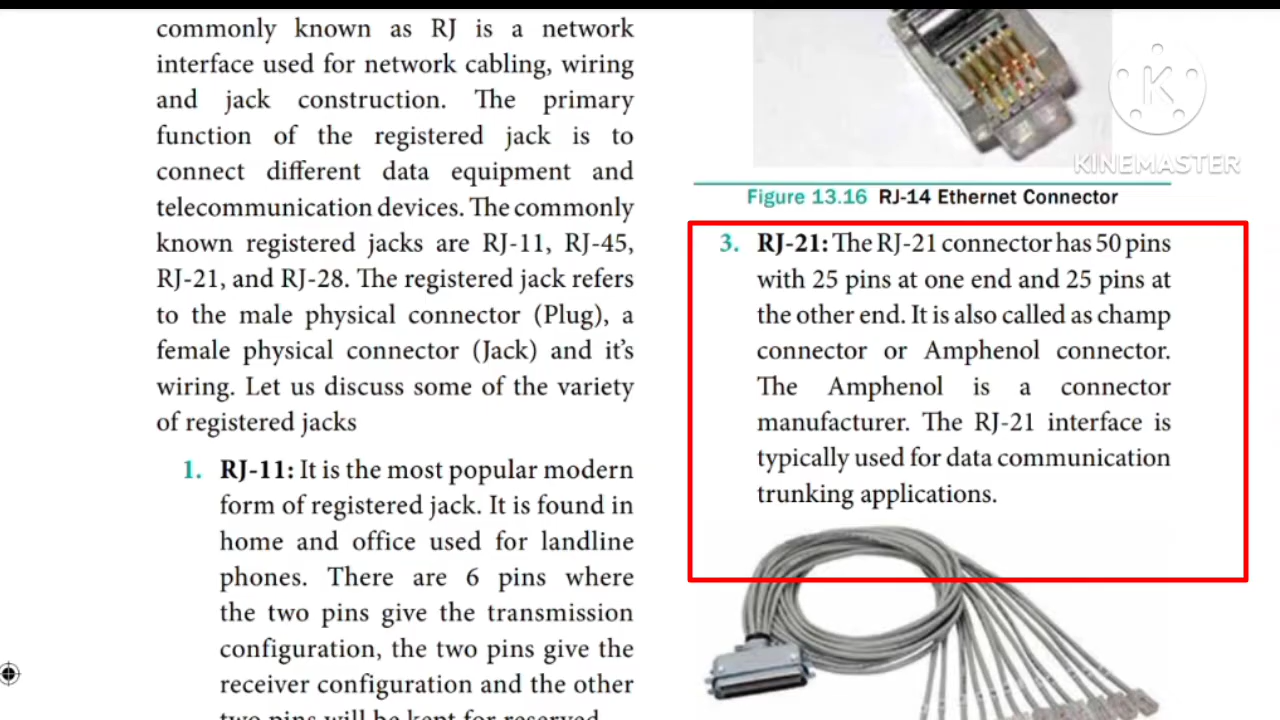 commonly known as RJ is a network
interface used for network cabling, wiring
and jack construction. The primary
function of the registered jack is to
connect different data equipment and
telecommunication devices. The commonly
known registered jacks are RJ-11, RJ-45,
RJ-21, and RJ-28. The registered jack refers
to the male physical connector (Plug), a
female physical connector (Jack) and it's
wiring. Let us discuss some of the variety
of registered jacks
1. RJ-11: It is the most popular modern
form of registered jack. It is found in
home and office used for landline
phones. There are 6 pins where
the two pins give the transmission
configuration, the two pins give the
receiver configuration and the other
two pins will be kept for reserved.
K
KINEMASTER
Figure 13.16 RJ-14 Ethernet Connector
3. RJ-21: The RJ-21 connector has 50 pins
with 25 pins at one end and 25 pins at
the other end. It is also called as champ
connector or Amphenol connector.
The Amphenol is a connector
manufacturer. The RJ-21 interface is
typically used for data communication
trunking applications.